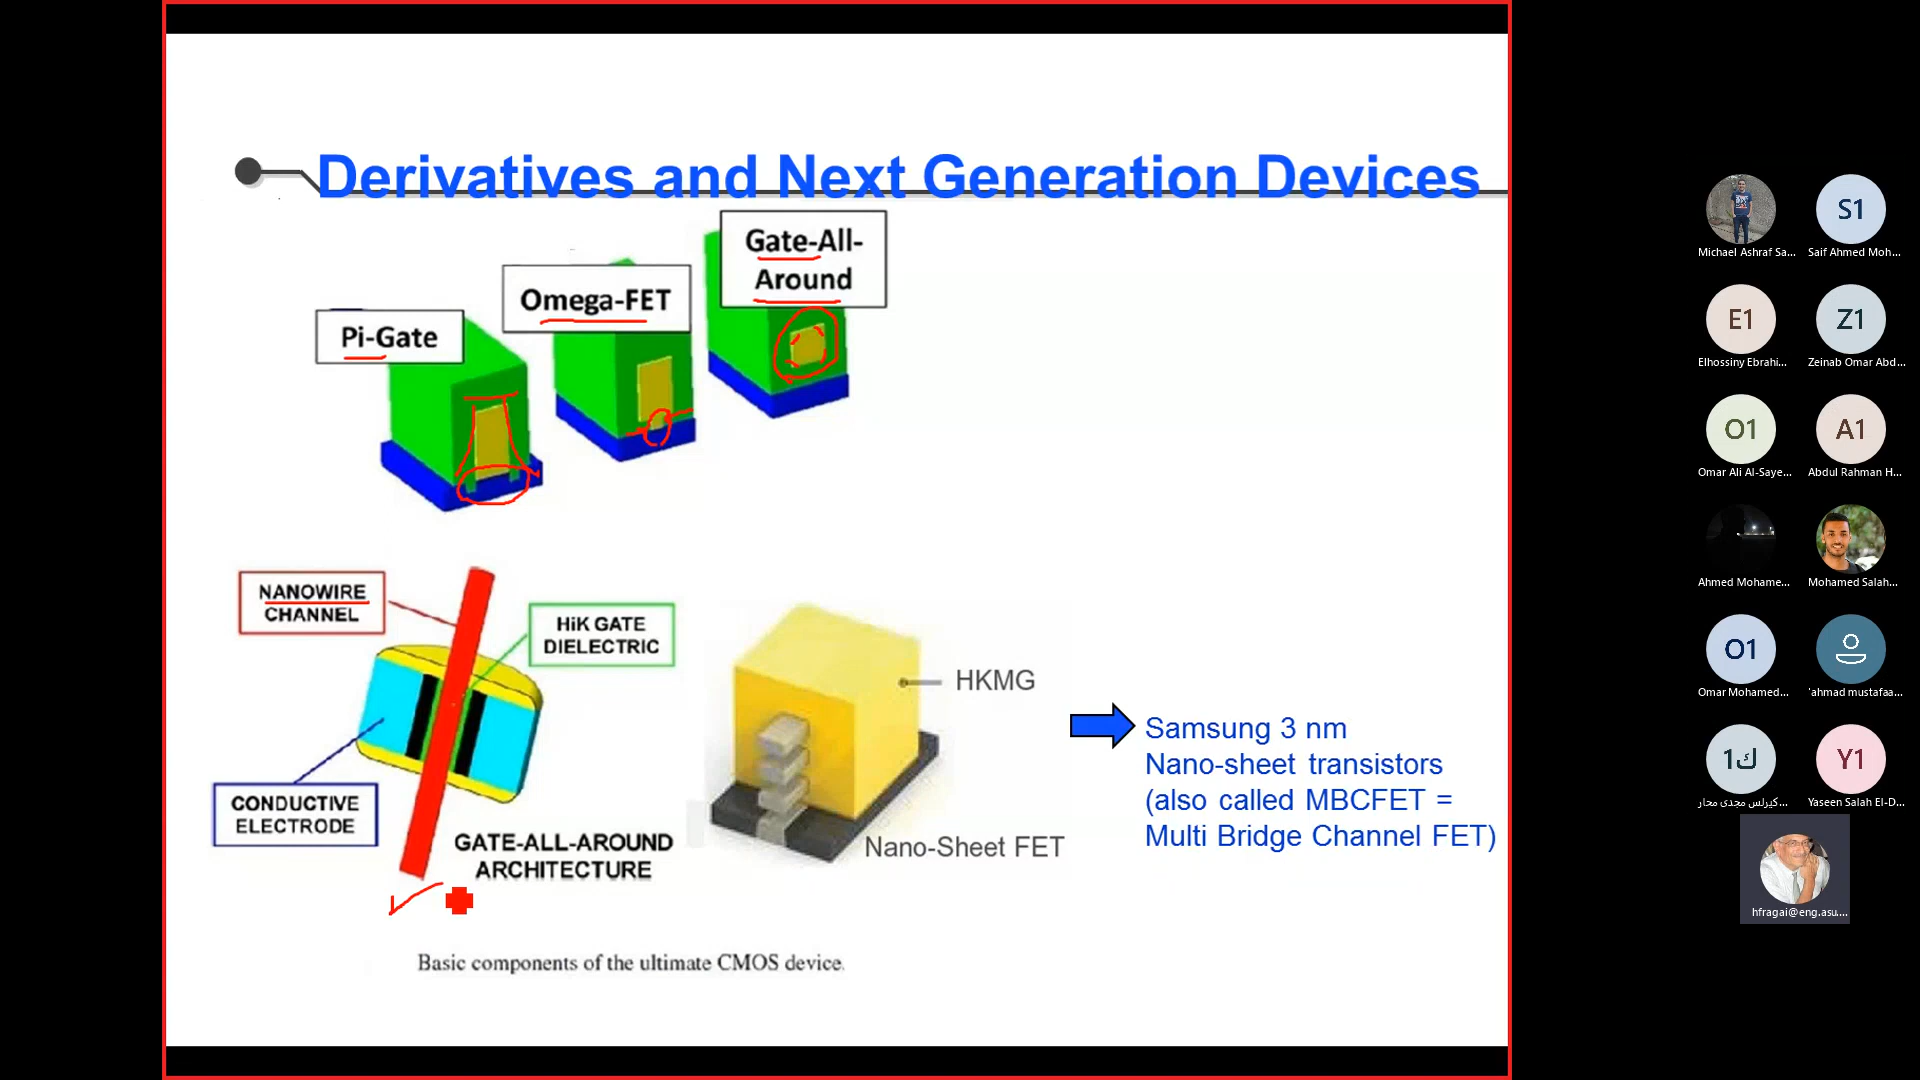 Derivatives and Next Generation Devices
Gate-All-
Around
Omega-FET
Pi-Gate
NANOWIRE
CHANNEL
HiK GATE
DIELECTRIC
CONDUCTIVE
ELECTRODE
GATE-ALL-AROUND
ARCHITECTURE
HKMG
Nano-Sheet FET
Samsung 3 nm
Nano-sheet transistors
(also called MBCFET =
Multi Bridge Channel FET)
Basic components of the ultimate CMOS device.
Michael Ashraf Sa...
S1
Saif Ahmed Moh...
E1
Elhossiny Ebrahi...
Z1
Zeinab Omar Abd...
O1
Omar Ali Al-Saye...
A1
Abdul Rahman H...
Ahmed Mohame...
Mohamed Salah...
O1
Omar Mohamed...
'ahmad mustafaa...
ك1
كيرلس مجدى محار...
Y1
Yaseen Salah El-D...
hfragai@eng.asu....